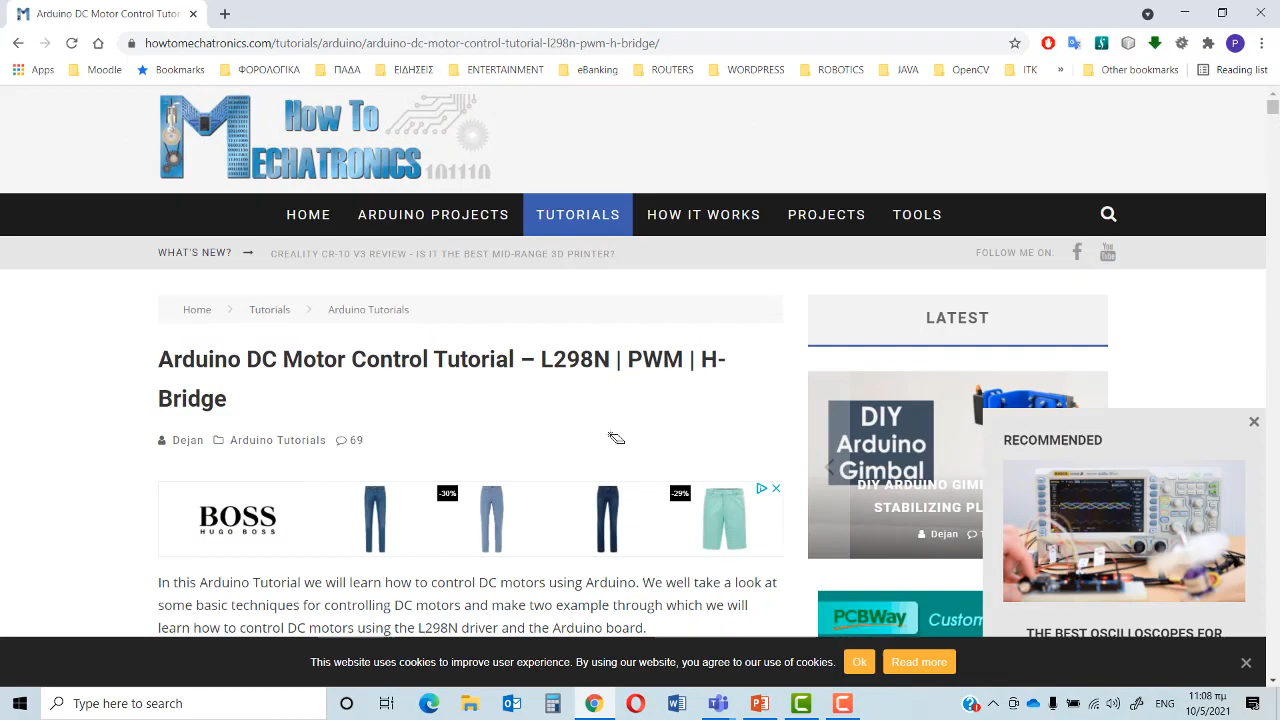 Arduino DC Motor Control Tut
howtomechatronics.com/tutorials/arduino/arduino-dc-motor-control-tutorial-l298n-pwm-h-bridge/
Apps Moodle Bookmarks ΦΟΡΟΛΟΓΙΚΑ ΠΑΔΑ ΕΙΔΗΣΕΙΣ ENTERTAINMENT eBanking ROUTERS WORDPRESS ROBOTICS JAVA OpenCV ITK » Other bookmarks Reading list
How To
MECHATRONICS 101110
HOME ARDUINO PROJECTS TUTORIALS HOW IT WORKS PROJECTS TOOLS
WHAT'S NEW? CREALITY CR-10 V3 REVIEW - IS IT THE BEST MID-RANGE 3D PRINTER? FOLLOW ME ON:
Home Tutorials Arduino Tutorials
Arduino DC Motor Control Tutorial – L298N | PWM | H-
Bridge
Dejan Arduino Tutorials 69
BOSS
HUGO BOSS
-30%
-29%
In this Arduino Tutorial we will learn how to control DC motors using Arduino. We well take a look at
some basic techniques for controlling DC motors and make two example through which we will
learn how to control DC motors using the L298N driver and the Arduino board.
LATEST
DIY
Arduino
Gimbal
DIY ARDUINO GIM
STABILIZING PL
Dejan
PCBWay Custom
RECOMMENDED
THE BEST OSCILLOSCOPES FOR
This website uses cookies to improve user experience. By using our website, you agree to our use of cookies. Ok Read more
Type here to search
11:08 πμ
10/5/2021